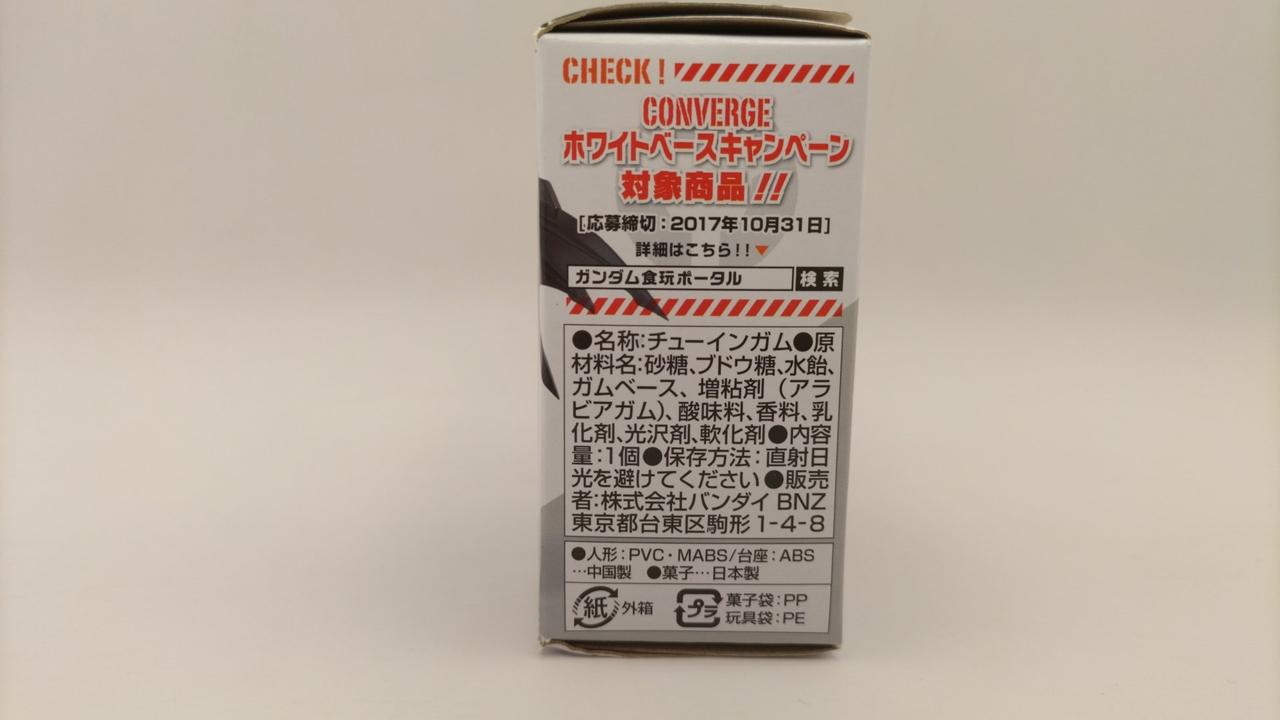 CHECK!
CONVERGE
ホワイトベースキャンペーン
対象商品!!
[応募締切:2017年10月31日]
詳細はこちら!!▼
ガンダム食玩ポータル 検索
●名称:チューインガム●原
材料名:砂糖、ブドウ糖、水飴、
ガムベース、増粘剤（アラ
ビアガム）、酸味料、香料、乳
化剤、光沢剤、軟化剤●内容
量:1個●保存方法:直射日
光を避けてください●販売
者:株式会社バンダイ BNZ
東京都台東区駒形1-4-8
●人形:PVC・MABS/台座:ABS
…中国製 ●菓子…日本製
紙 外箱 プラ 菓子袋:PP
玩具袋:PE